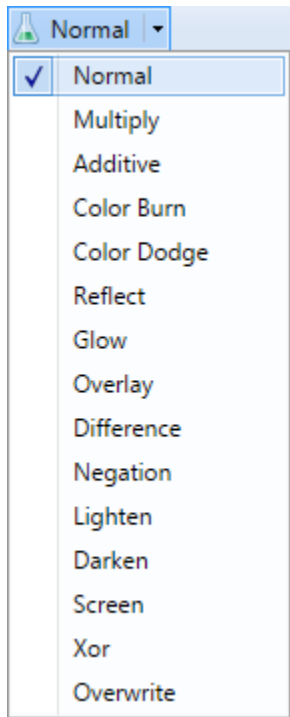 Normal
Normal
Multiply
Additive
Color Burn
Color Dodge
Reflect
Glow
Overlay
Difference
Negation
Lighten
Darken
Screen
Xor
Overwrite